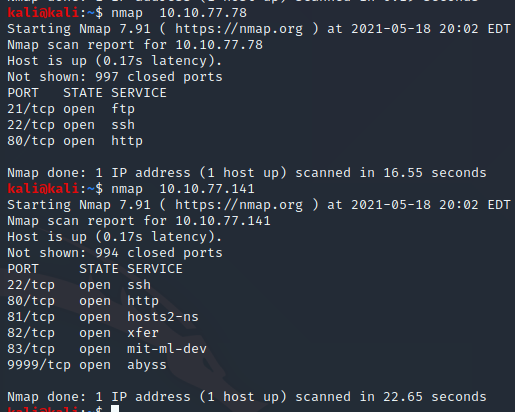 Nmap done: 1 IP address (1 host up) scanned in seconds
kali@kali:~$ nmap  10.10.77.78
Starting Nmap 7.91 ( https://nmap.org ) at 2021-05-18 20:02 EDT
Nmap scan report for 10.10.77.78
Host is up (0.17s latency).
Not shown: 997 closed ports
PORT   STATE SERVICE
21/tcp open  ftp
22/tcp open  ssh
80/tcp open  http
Nmap done: 1 IP address (1 host up) scanned in 16.55 seconds
kali@kali:~$ nmap  10.10.77.141
Starting Nmap 7.91 ( https://nmap.org ) at 2021-05-18 20:02 EDT
Nmap scan report for 10.10.77.141
Host is up (0.17s latency).
Not shown: 994 closed ports
PORT     STATE SERVICE
22/tcp   open  ssh
80/tcp   open  http
81/tcp   open  hosts2-ns
82/tcp   open  xfer
83/tcp   open  mit-ml-dev
9999/tcp open  abyss
Nmap done: 1 IP address (1 host up) scanned in 22.65 seconds
kali@kali:~$